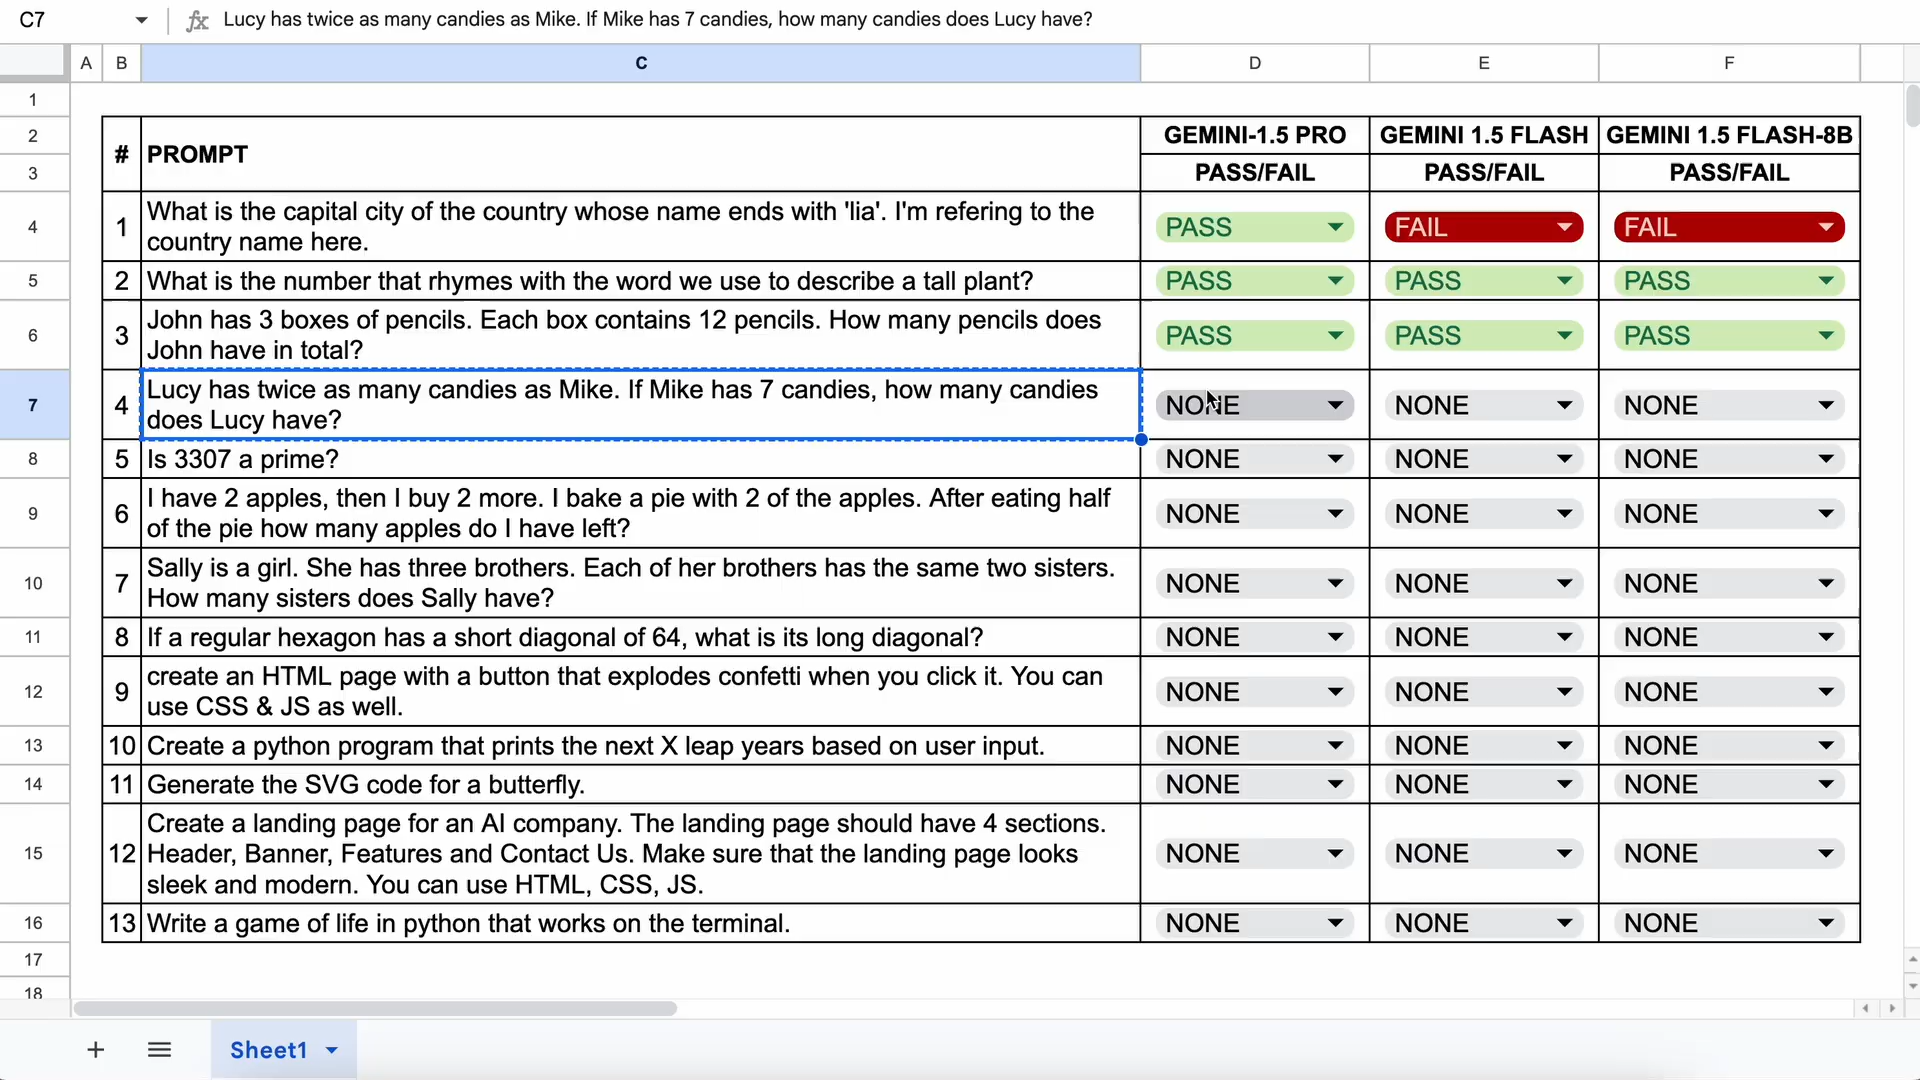 C7 fx Lucy has twice as many candies as Mike. If Mike has 7 candies, how many candies does Lucy have?
A B C D E F
1
2 # PROMPT GEMINI-1.5 PRO GEMINI 1.5 FLASH GEMINI 1.5 FLASH-8B
3 PASS/FAIL PASS/FAIL PASS/FAIL
4 1 What is the capital city of the country whose name ends with 'lia'. I'm refering to the
country name here. PASS FAIL FAIL
5 2 What is the number that rhymes with the word we use to describe a tall plant? PASS PASS PASS
6 3 John has 3 boxes of pencils. Each box contains 12 pencils. How many pencils does
John have in total? PASS PASS PASS
7 4 Lucy has twice as many candies as Mike. If Mike has 7 candies, how many candies
does Lucy have? NONE NONE NONE
8 5 Is 3307 a prime? NONE NONE NONE
9 6 I have 2 apples, then I buy 2 more. I bake a pie with 2 of the apples. After eating half
of the pie how many apples do I have left? NONE NONE NONE
10 7 Sally is a girl. She has three brothers. Each of her brothers has the same two sisters.
How many sisters does Sally have? NONE NONE NONE
11 8 If a regular hexagon has a short diagonal of 64, what is its long diagonal? NONE NONE NONE
12 9 create an HTML page with a button that explodes confetti when you click it. You can
use CSS & JS as well. NONE NONE NONE
13 10 Create a python program that prints the next X leap years based on user input. NONE NONE NONE
14 11 Generate the SVG code for a butterfly. NONE NONE NONE
15 12 Create a landing page for an AI company. The landing page should have 4 sections.
Header, Banner, Features and Contact Us. Make sure that the landing page looks
sleek and modern. You can use HTML, CSS, JS. NONE NONE NONE
16 13 Write a game of life in python that works on the terminal. NONE NONE NONE
17
18
Sheet1